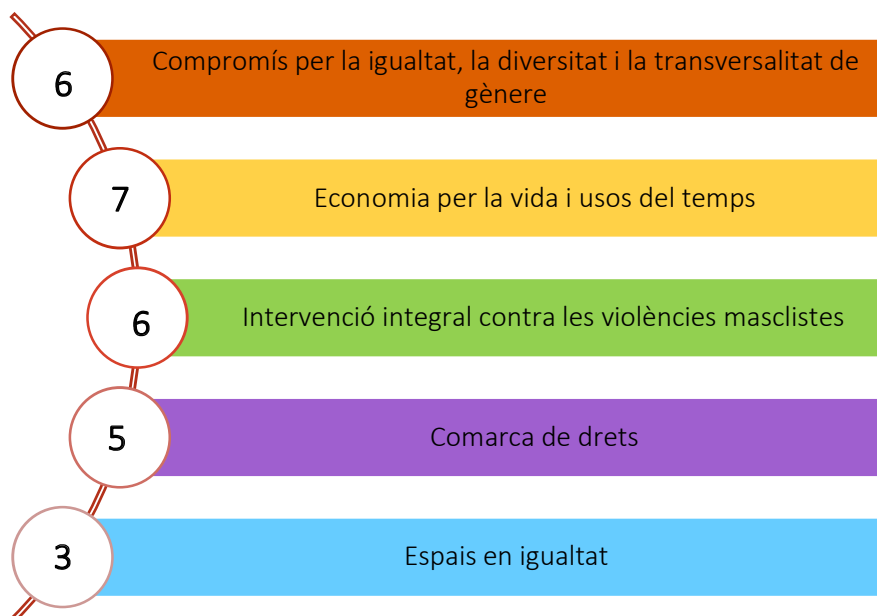 6
Compromís per la igualtat, la diversitat i la transversalitat de
gènere
7
Economia per la vida i usos del temps
6
Intervenció integral contra les violències masclistes
5
Comarca de drets
3
Espais en igualtat